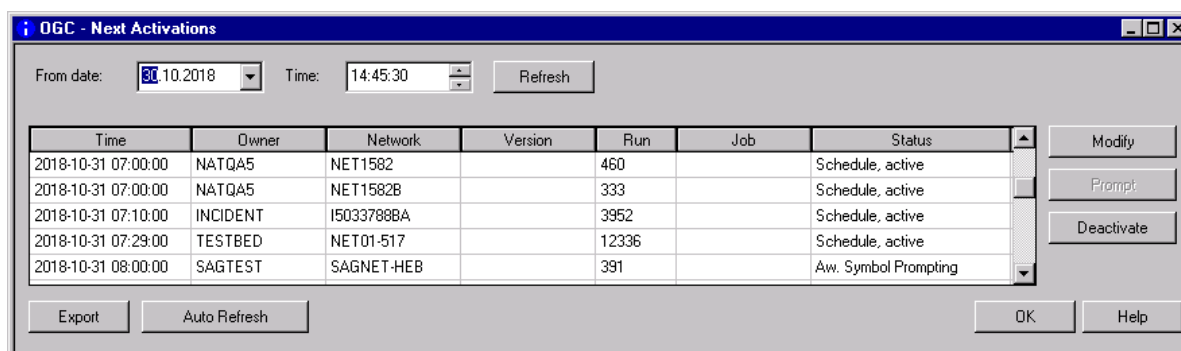 OGC - Next Activations
From date: 30.10.2018 Time: 14:45:30 Refresh
Time Owner Network Version Run Job Status
2018-10-31 07:00:00 NATQA5 NET1582 460 Schedule, active
2018-10-31 07:00:00 NATQA5 NET1582B 333 Schedule, active
2018-10-31 07:10:00 INCIDENT I5033788BA 3952 Schedule, active
2018-10-31 07:29:00 TESTBED NET01-517 12336 Schedule, active
2018-10-31 08:00:00 SAGTEST SAGNET-HEB 391 Aw. Symbol Prompting
Modify
Prompt
Deactivate
Export Auto Refresh OK Help